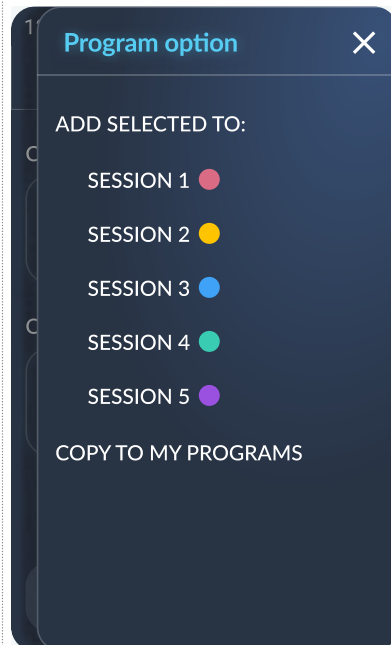 Program option
ADD SELECTED TO:
SESSION 1
SESSION 2
SESSION 3
SESSION 4
SESSION 5
COPY TO MY PROGRAMS